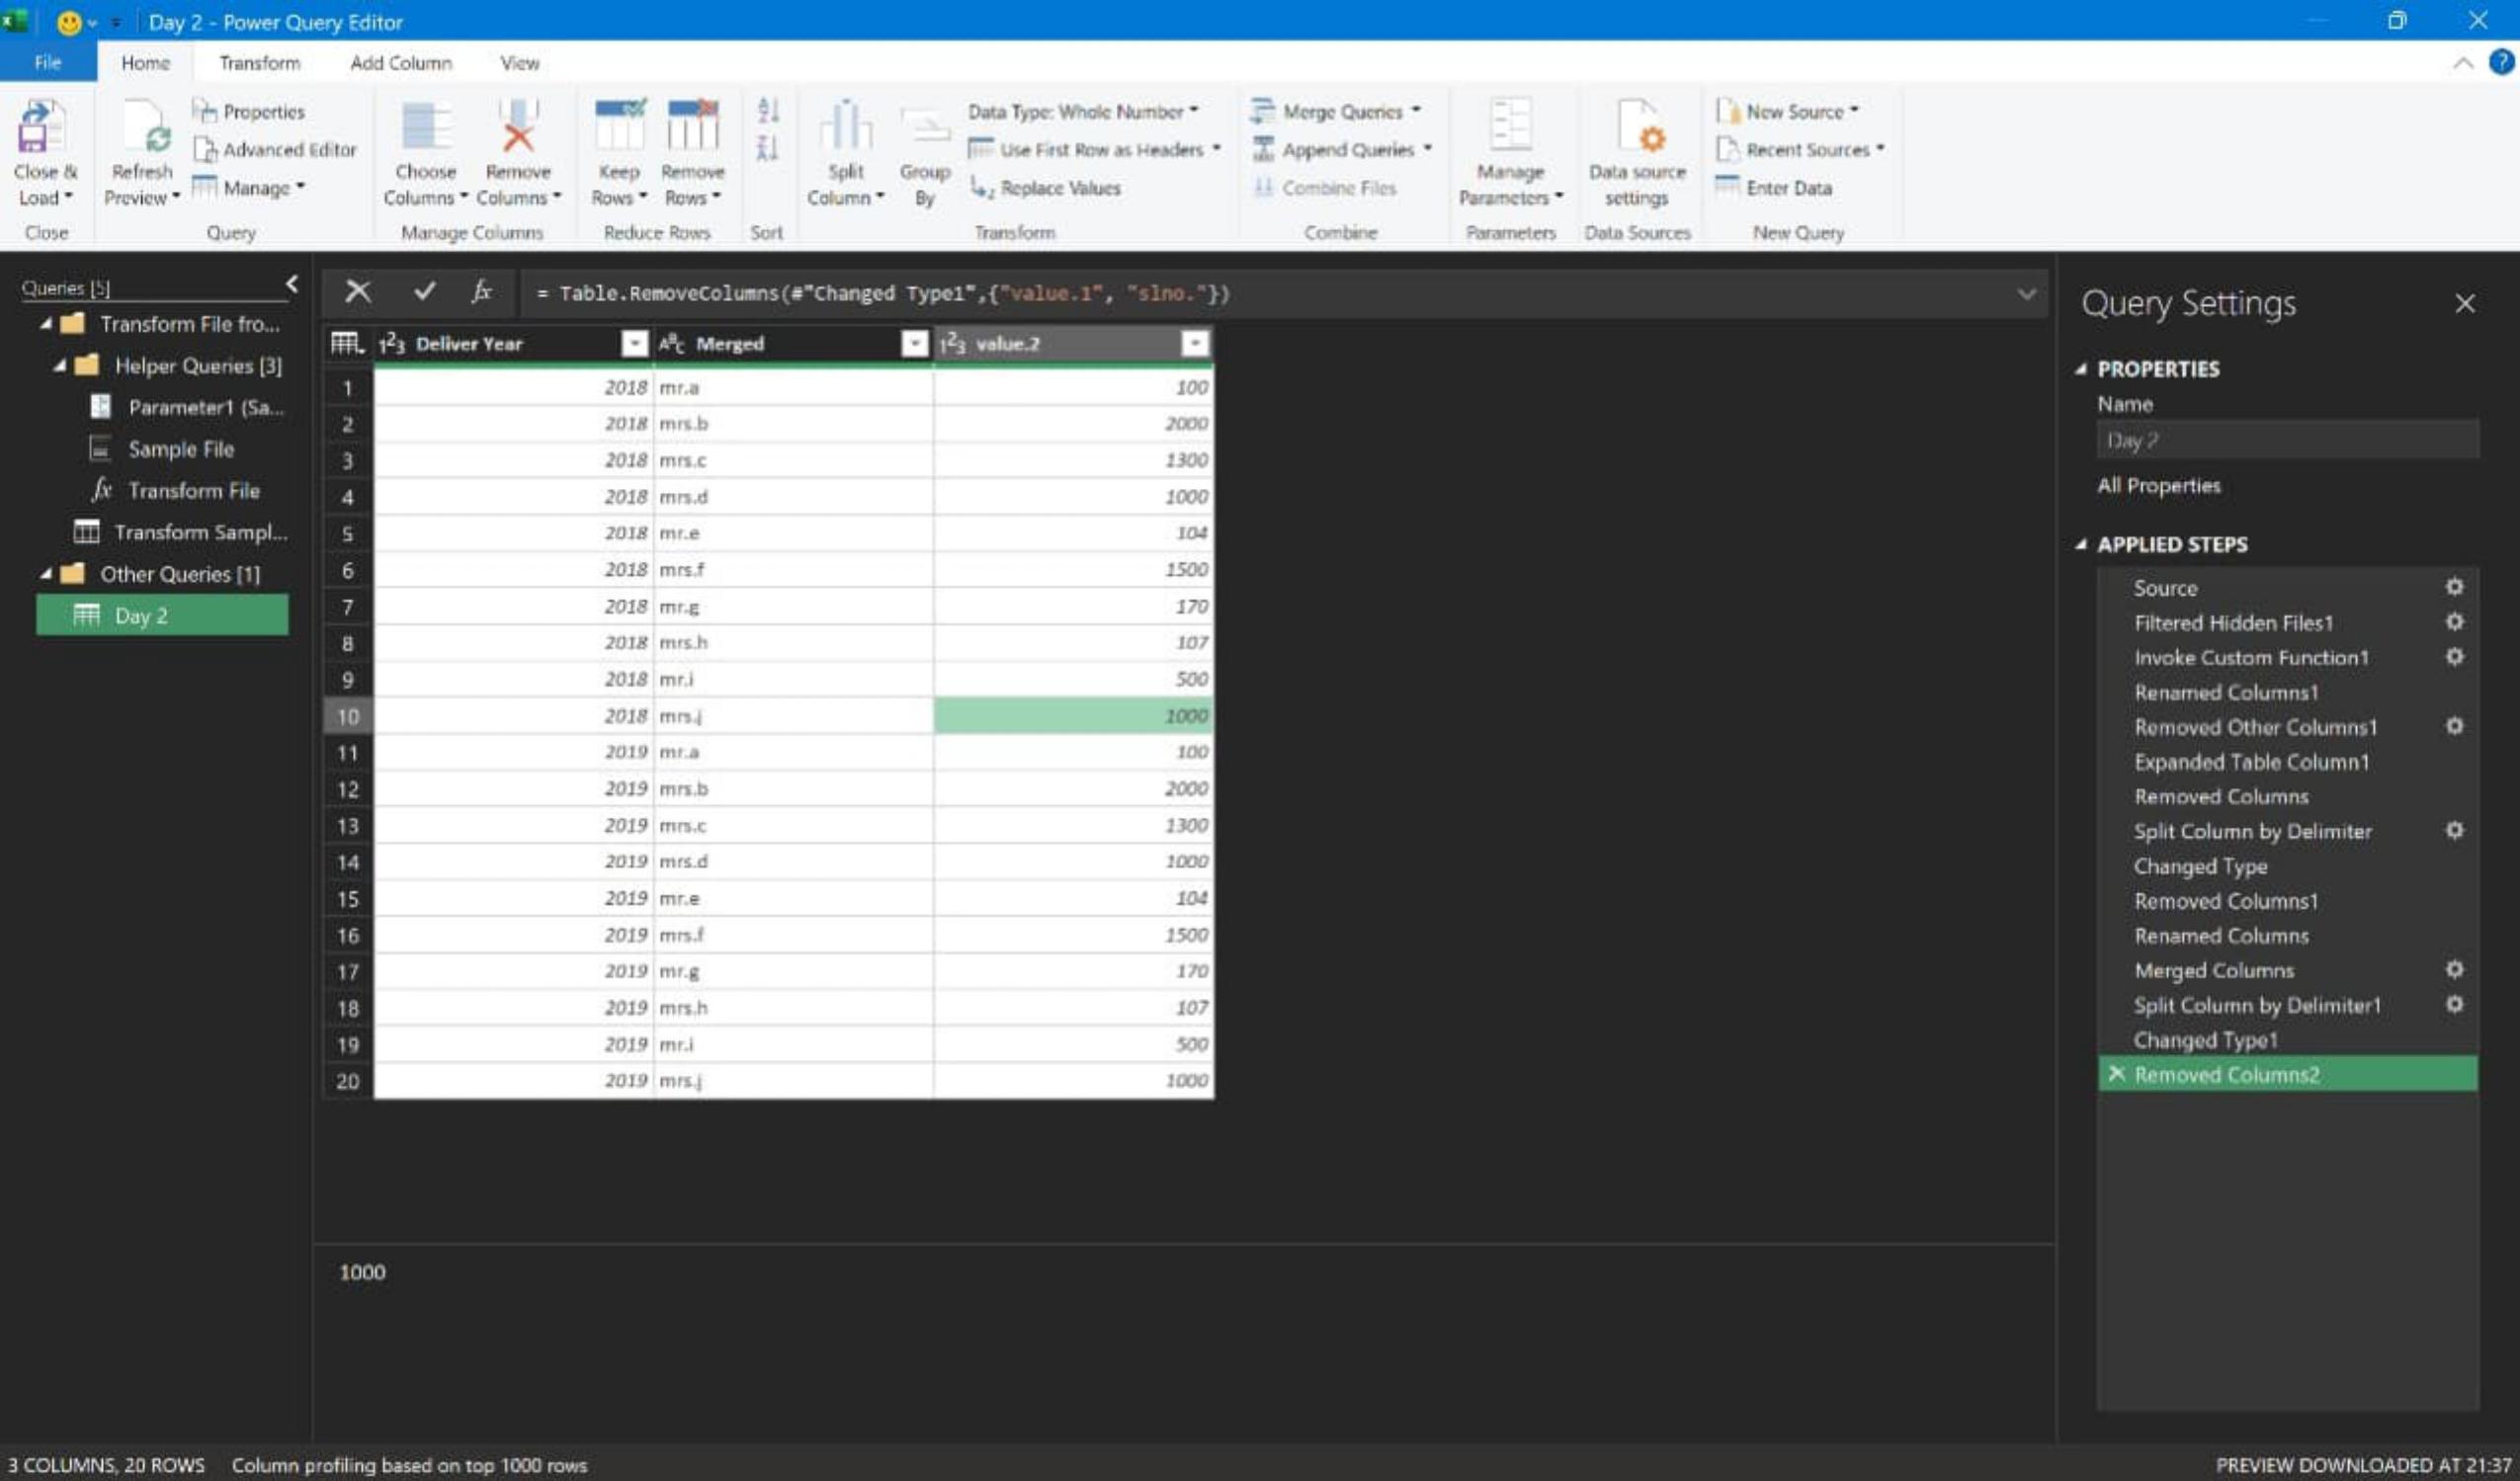 Day 2 - Power Query Editor
File Home Transform Add Column View
Close & Load
Close
Refresh Preview
Properties
Advanced Editor
Manage
Query
Choose Columns
Remove Columns
Manage Columns
Keep Rows
Remove Rows
Reduce Rows
Sort
Split Column
Group By
Data Type: Whole Number
Use First Row as Headers
Replace Values
Transform
Merge Queries
Append Queries
Combine Files
Combine
Manage Parameters
Parameters
Data source settings
Data Sources
New Source
Recent Sources
Enter Data
New Query
Queries [5]
Transform File fro...
Helper Queries [3]
Parameter1 (Sa...
Sample File
fx Transform File
Transform Sampl...
Other Queries [1]
Day 2
fx = Table.RemoveColumns(#"Changed Type1",{"value.1", "slno."})
123 Deliver Year ABC Merged 123 value.2
1 2018 mr.a 100
2 2018 mrs.b 2000
3 2018 mrs.c 1300
4 2018 mrs.d 1000
5 2018 mr.e 104
6 2018 mrs.f 1500
7 2018 mr.g 170
8 2018 mrs.h 107
9 2018 mr.i 500
10 2018 mrs.j 1000
11 2019 mr.a 100
12 2019 mrs.b 2000
13 2019 mrs.c 1300
14 2019 mrs.d 1000
15 2019 mr.e 104
16 2019 mrs.f 1500
17 2019 mr.g 170
18 2019 mrs.h 107
19 2019 mr.i 500
20 2019 mrs.j 1000
1000
Query Settings
PROPERTIES
Name
Day 2
All Properties
APPLIED STEPS
Source
Filtered Hidden Files1
Invoke Custom Function1
Renamed Columns1
Removed Other Columns1
Expanded Table Column1
Removed Columns
Split Column by Delimiter
Changed Type
Removed Columns1
Renamed Columns
Merged Columns
Split Column by Delimiter1
Changed Type1
Removed Columns2
3 COLUMNS, 20 ROWS Column profiling based on top 1000 rows
PREVIEW DOWNLOADED AT 21:37